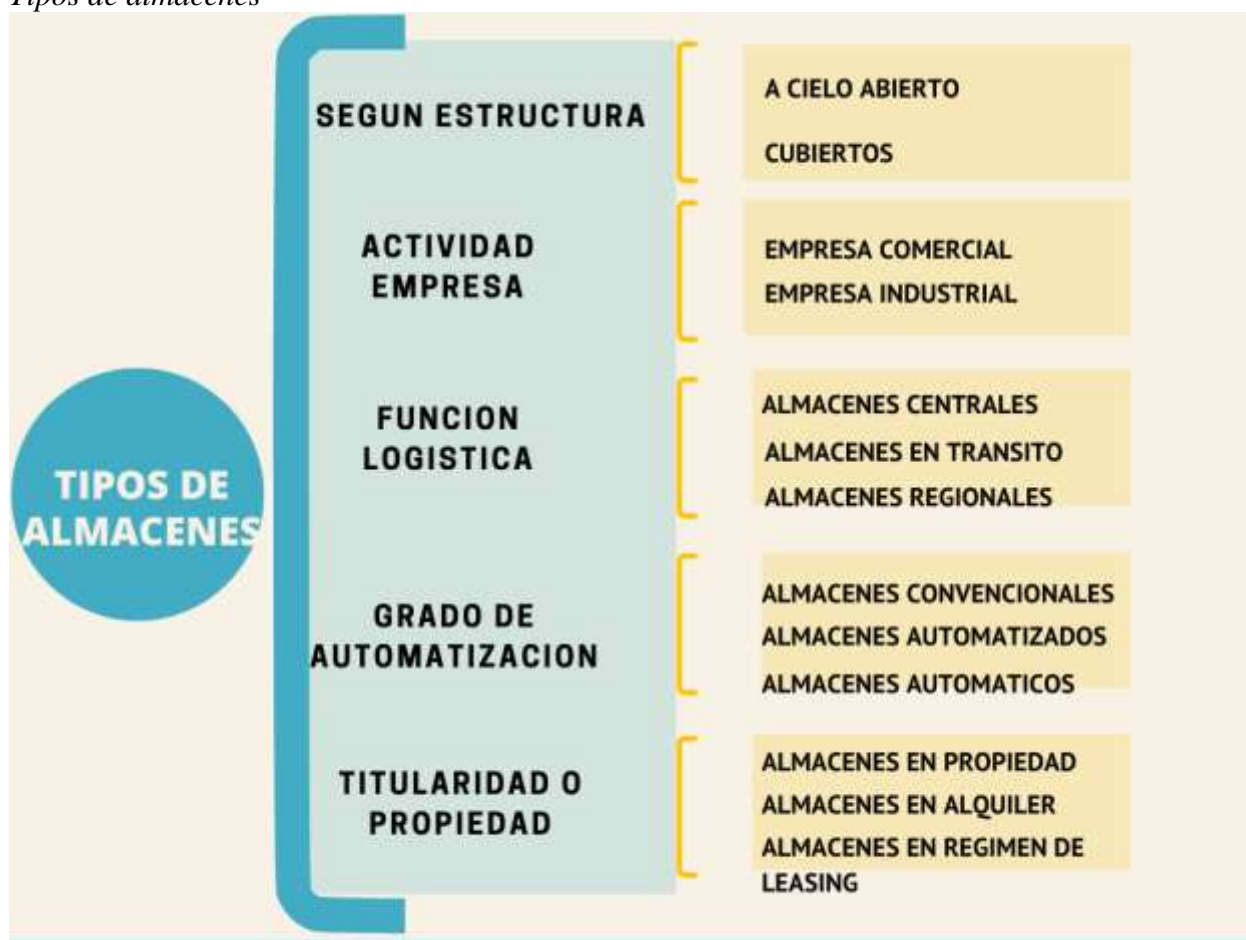 Tipos de almacenes
TIPOS DE
ALMACENES
SEGUN ESTRUCTURA
A CIELO ABIERTO
CUBIERTOS
ACTIVIDAD
EMPRESA
EMPRESA COMERCIAL
EMPRESA INDUSTRIAL
FUNCION
LOGISTICA
ALMACENES CENTRALES
ALMACENES EN TRANSITO
ALMACENES REGIONALES
GRADO DE
AUTOMATIZACION
ALMACENES CONVENCIONALES
ALMACENES AUTOMATIZADOS
ALMACENES AUTOMATICOS
TITULARIDAD O
PROPIEDAD
ALMACENES EN PROPIEDAD
ALMACENES EN ALQUILER
ALMACENES EN REGIMEN DE
LEASING